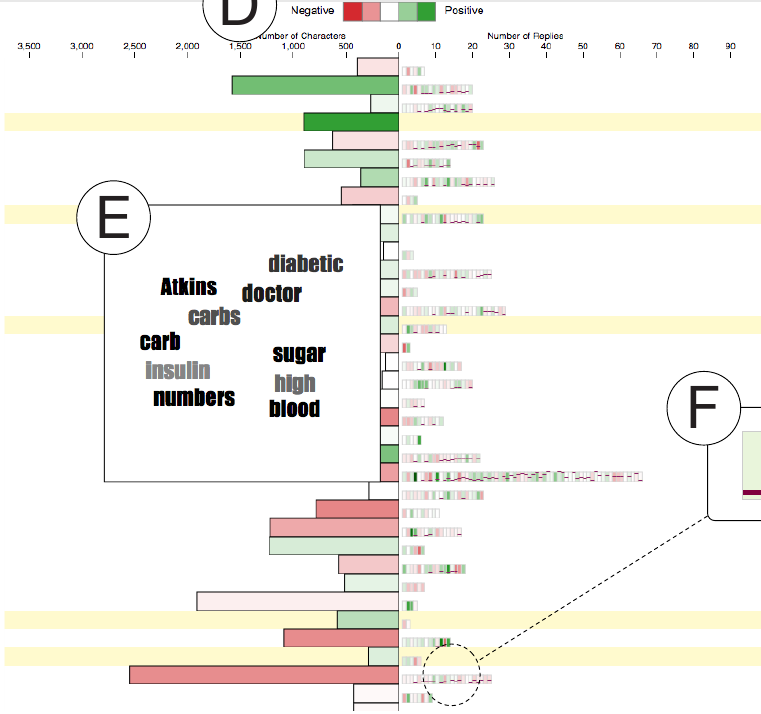 D
Negative Positive
Number of Characters Number of Replies
3,500 3,000 2,500 2,000 1,500 1,000 500 0 10 20 30 40 50 60 70 80 90
E
diabetic
Atkins doctor
carbs
carb sugar
insulin high
numbers blood
F